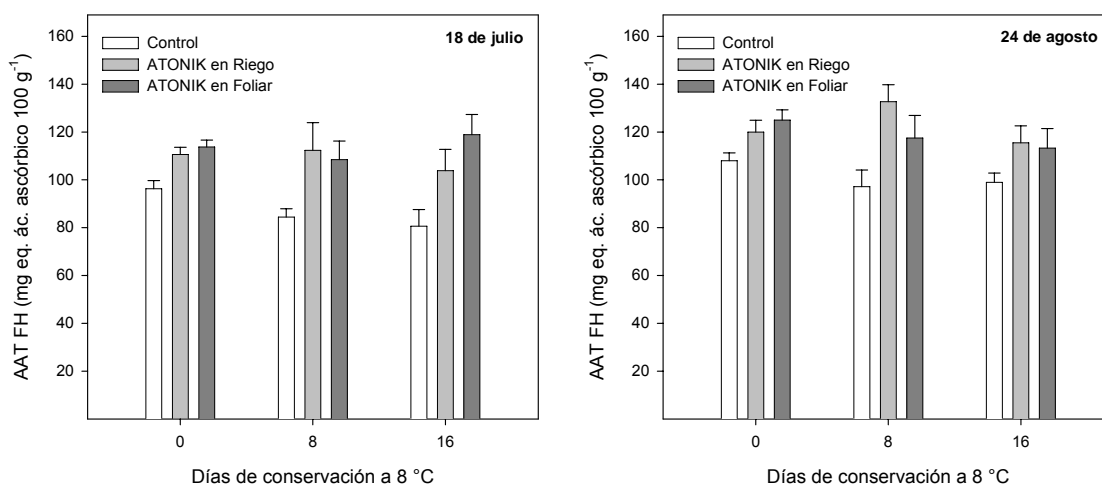 18 de julio
Control
ATONIK en Riego
ATONIK en Foliar
AAT FH (mg eq. ác. ascórbico 100 g-1)
160
140
120
100
80
60
40
20
0 8 16
Días de conservación a 8 °C
24 de agosto
Control
ATONIK en Riego
ATONIK en Foliar
AAT FH (mg eq. ác. ascórbico 100 g-1)
160
140
120
100
80
60
40
20
0 8 16
Días de conservación a 8 °C